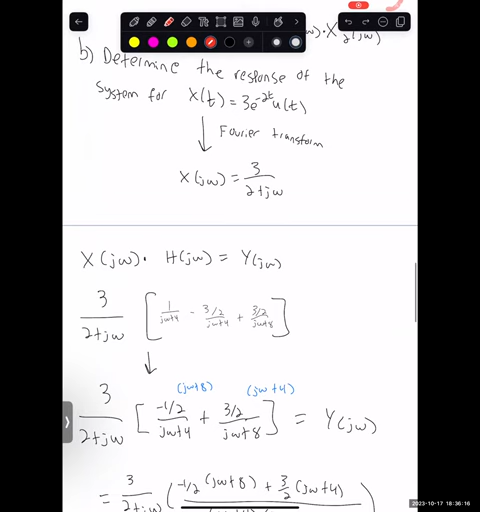 ω)·X₂(jω)
b) Determine the response of the
system for X(t) = 3e^{-2t}u(t)
Fourier transform
X(jω) = 3/(2+jω)
X(jω)· H(jω) = Y(jω)
3/(2+jω) [1/(jω+4) - (3/2)/(jω+4) + (3/2)/(jω+8)]
(jω+8) (jω+4)
3/(2+jω) [(-1/2)/(jω+4) + (3/2)/(jω+8)] = Y(jω)
= 3/(2+jω) (-1/2 (jω+8) + 3/2 (jω+4))
2023-10-17 18:36:16